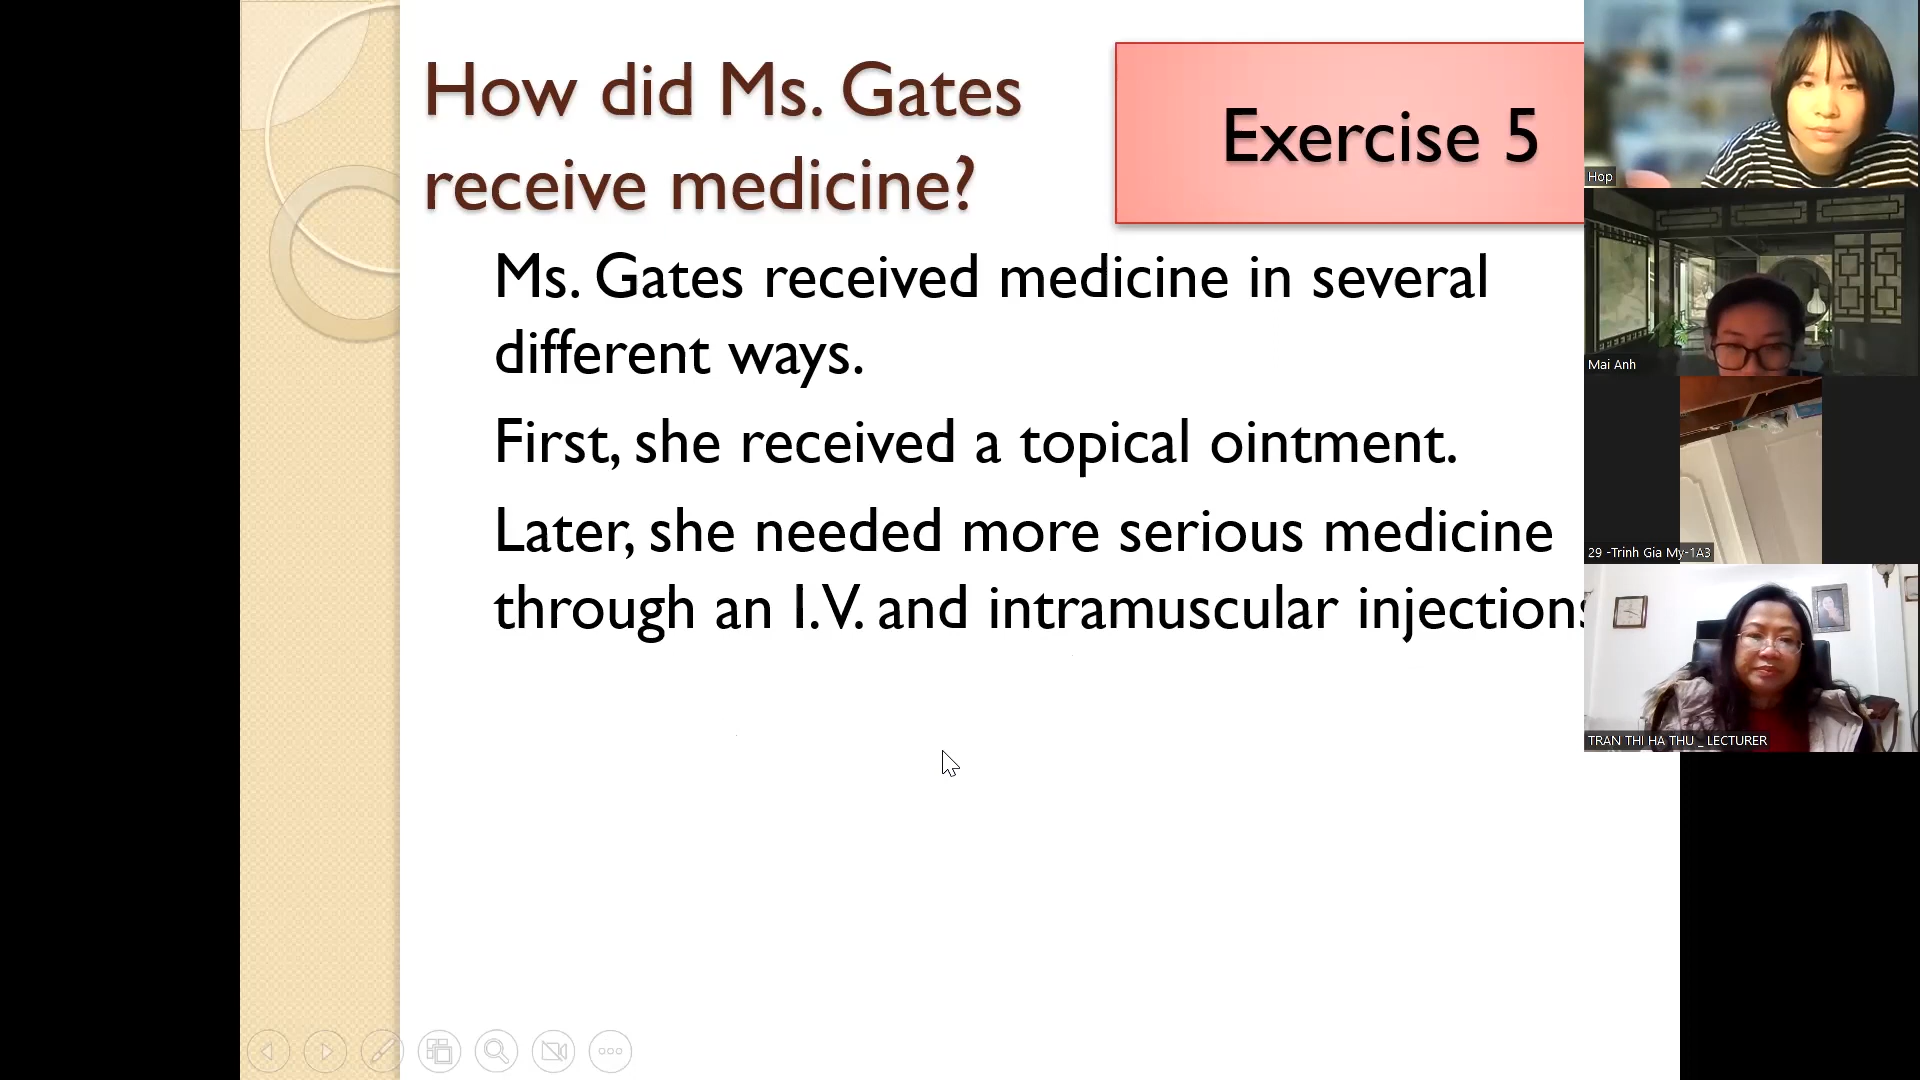 How did Ms. Gates
receive medicine?
Exercise 5
Ms. Gates received medicine in several
different ways.
First, she received a topical ointment.
Later, she needed more serious medicine
through an I.V. and intramuscular injections
Hop
Mai Anh
29 -Trinh Gia My-1A3
TRAN THI HA THU _ LECTURER